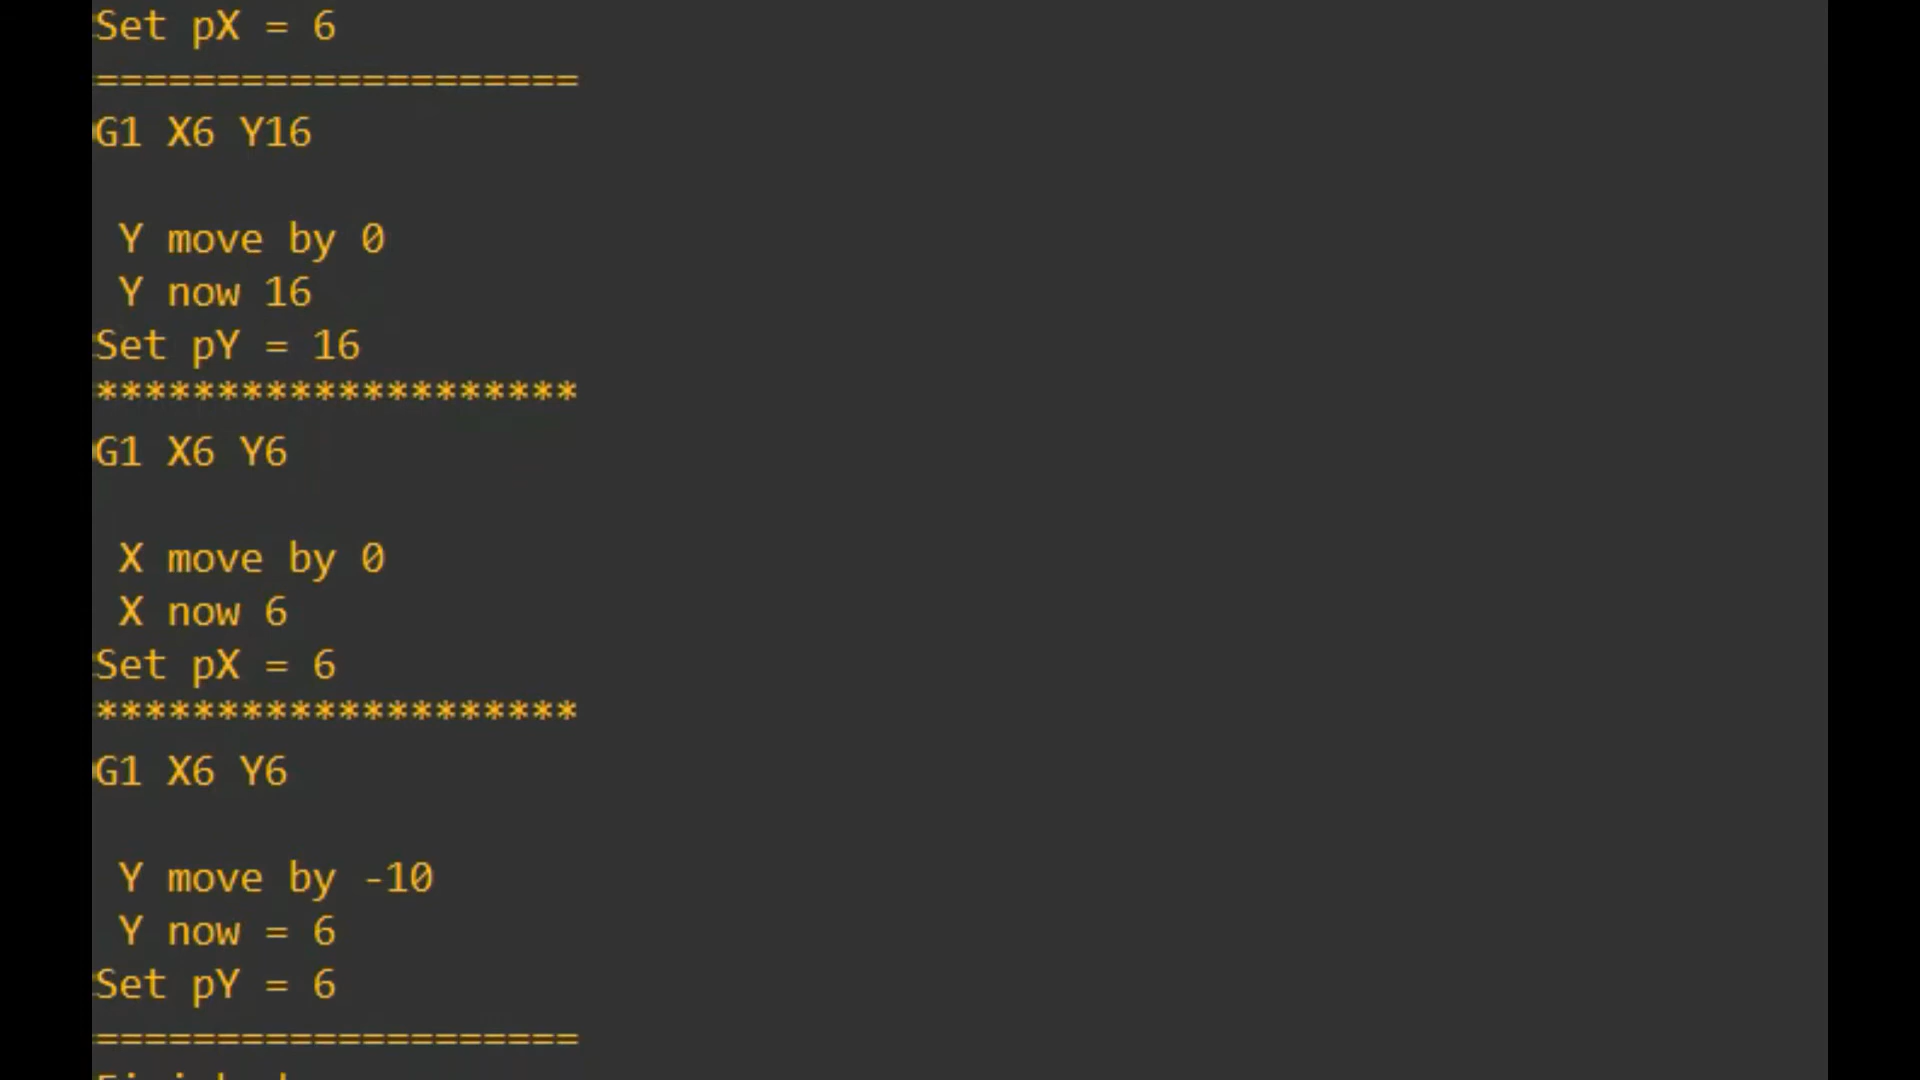 Set pX = 6
====================
G1 X6 Y16
Y move by 0
Y now 16
Set pY = 16
********************
G1 X6 Y6
X move by 0
X now 6
Set pX = 6
********************
G1 X6 Y6
Y move by -10
Y now = 6
Set pY = 6
====================